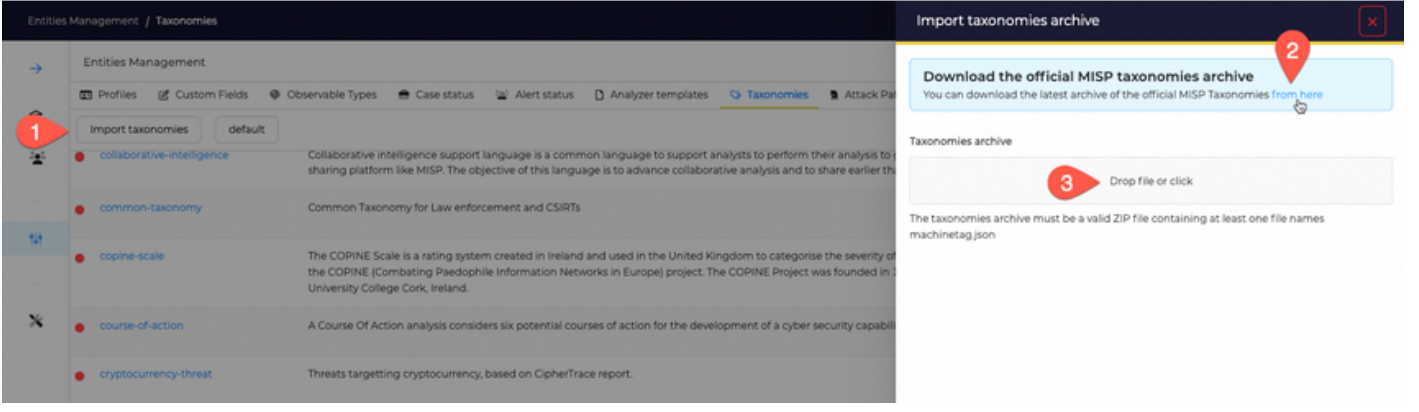 Entities Management / Taxonomies
Import taxonomies archive
2
Entities Management
Download the official MISP taxonomies archive
You can download the latest archive of the official MISP Taxonomies from here
Profiles Custom Fields Observable Types Case status Alert status Analyzer templates Taxonomies Attack Pat
1
Import taxonomies default
Taxonomies archive
collaborative-intelligence
Collaborative intelligence support language is a common language to support analysts to perform their analysis to
sharing platform like MISP. The objective of this language is to advance collaborative analysis and to share earlier
3
Drop file or click
common-taxonomy
Common Taxonomy for Law enforcement and CSIRTs
The taxonomies archive must be a valid ZIP file containing at least one file names
machinetag.json
copine-scale
The COPINE Scale is a rating system created in Ireland and used in the United Kingdom to categorise the severity of
the COPINE (Combating Paedophile Information Networks in Europe) project. The COPINE Project was founded in
University College Cork, Ireland.
course-of-action
A Course Of Action analysis considers six potential courses of action for the development of a cyber security capabili
cryptocurrency-threat
Threats targetting cryptocurrency, based on CipherTrace report.